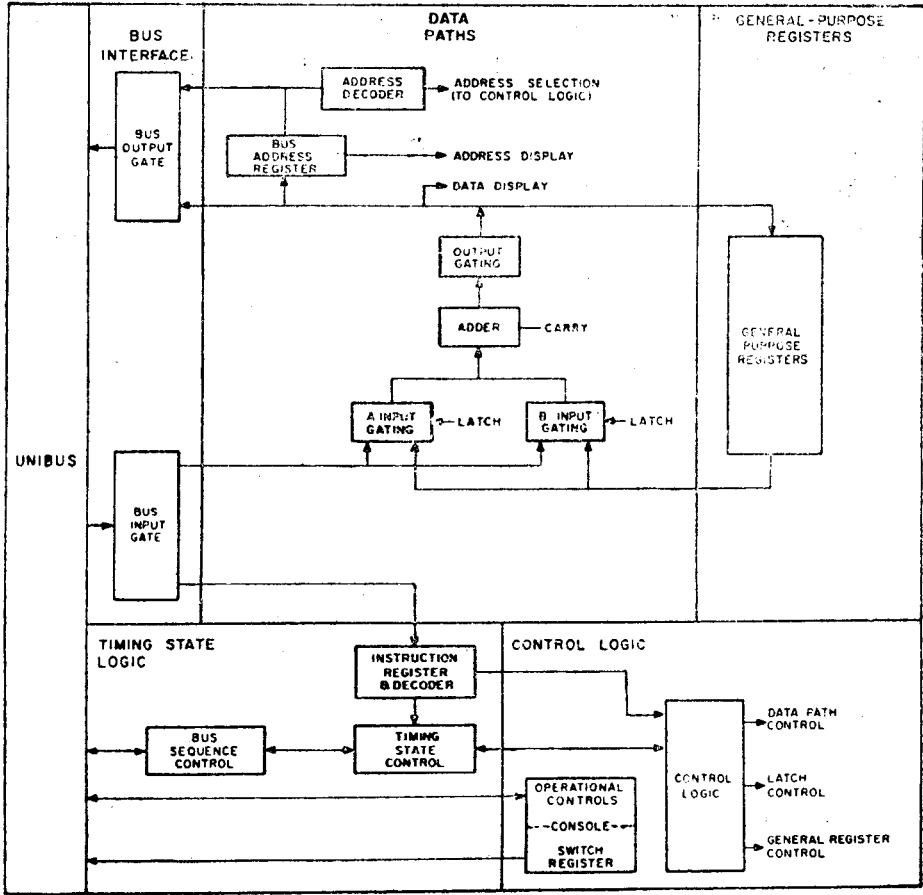 BUS
INTERFACE
DATA
PATHS
GENERAL-PURPOSE
REGISTERS
BUS
OUTPUT
GATE
ADDRESS
DECODER
ADDRESS SELECTION
(TO CONTROL LOGIC)
BUS
ADDRESS
REGISTER
ADDRESS DISPLAY
DATA DISPLAY
OUTPUT
GATING
ADDER
CARRY
GENERAL
PURPOSE
REGISTERS
A INPUT
GATING
LATCH
B INPUT
GATING
LATCH
UNIBUS
BUS
INPUT
GATE
TIMING STATE
LOGIC
INSTRUCTION
REGISTER
& DECODER
CONTROL LOGIC
BUS
SEQUENCE
CONTROL
TIMING
STATE
CONTROL
OPERATIONAL
CONTROLS
CONSOLE
SWITCH
REGISTER
CONTROL
LOGIC
DATA PATH
CONTROL
LATCH
CONTROL
GENERAL REGISTER
CONTROL